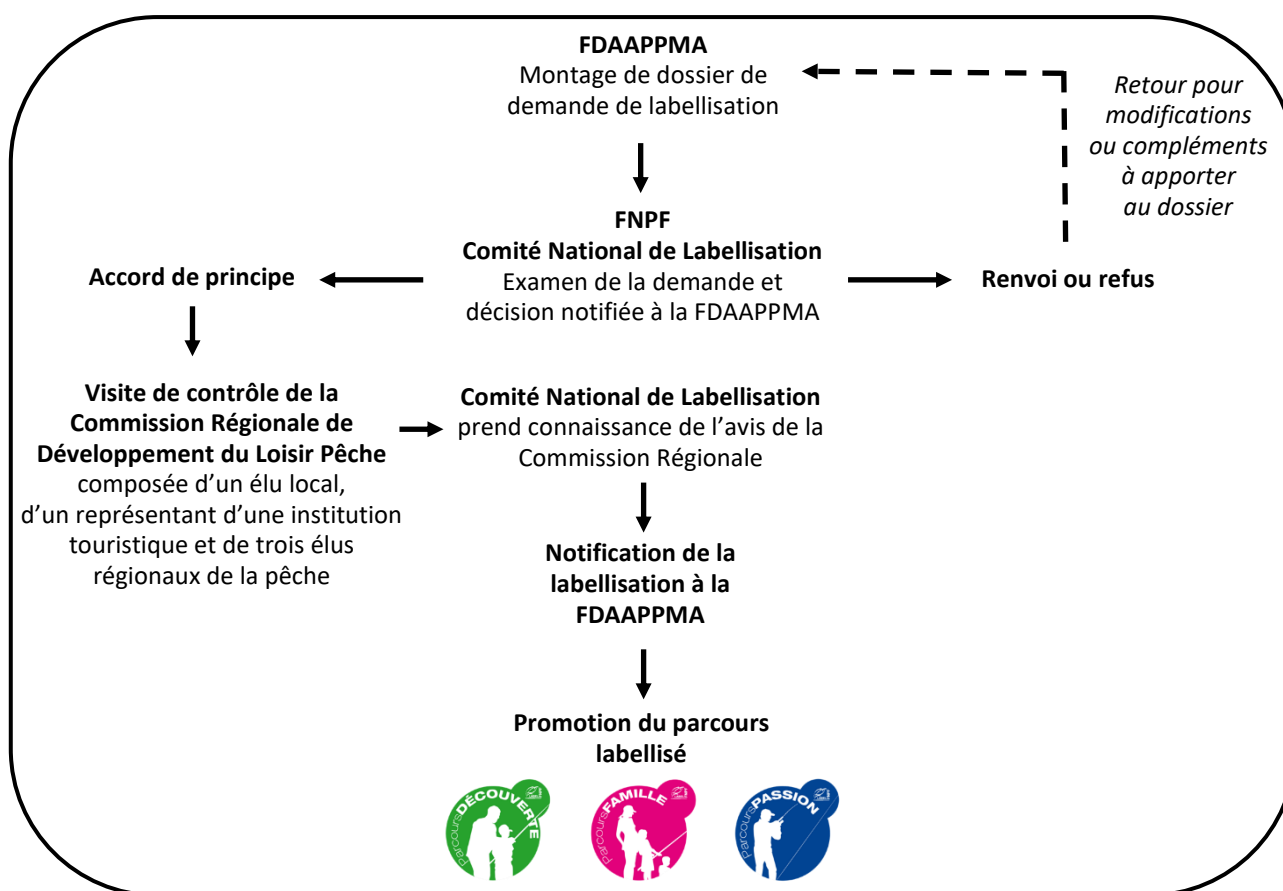 FDAAPPMA
Montage de dossier de
demande de labellisation
Retour pour
modifications
ou compléments
à apporter
au dossier
FNPF
Comité National de Labellisation
Examen de la demande et
décision notifiée à la FDAAPPMA
Accord de principe
Renvoi ou refus
Visite de contrôle de la
Commission Régionale de
Développement du Loisir Pêche
composée d’un élu local,
d’un représentant d’une institution
touristique et de trois élus
régionaux de la pêche
Comité National de Labellisation
prend connaissance de l’avis de la
Commission Régionale
Notification de la
labellisation à la
FDAAPPMA
Promotion du parcours
labellisé
ParcoursDÉCOUVERTE
ParcoursFAMILLE
ParcoursPASSION